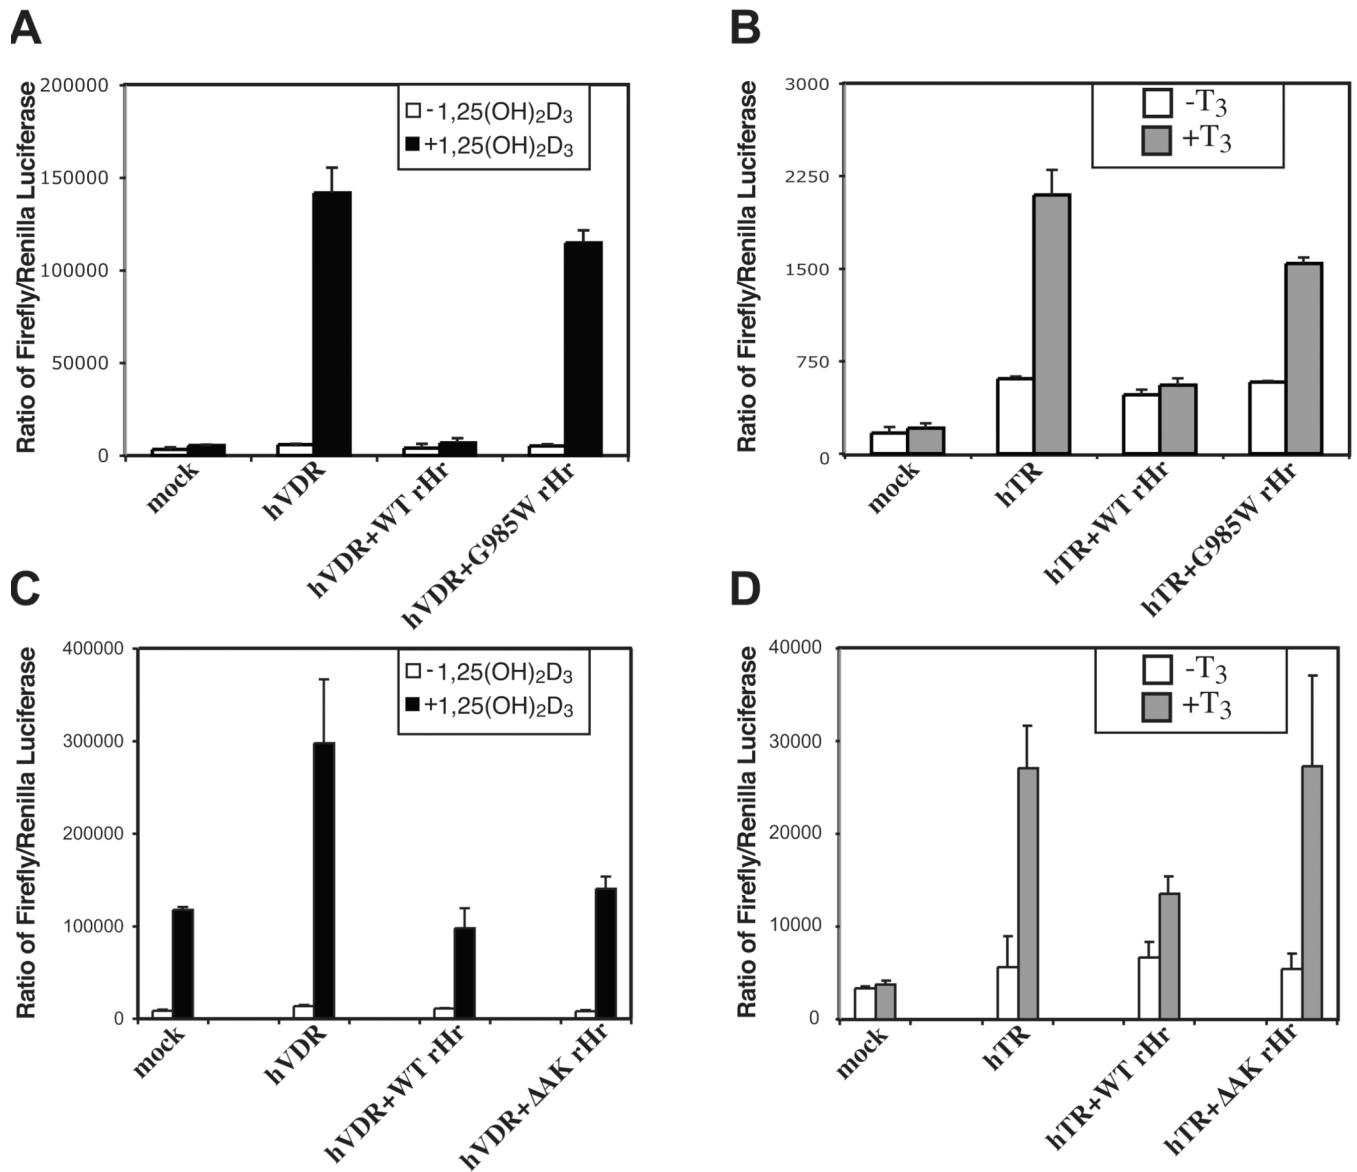 A
Ratio of Firefly/Renilla Luciferase
200000
150000
100000
50000
0
-1,25(OH)2D3
+1,25(OH)2D3
mock
hVDR
hVDR+WT rHr
hVDR+G985W rHr
B
Ratio of Firefly/Renilla Luciferase
3000
2250
1500
750
0
-T3
+T3
mock
hTR
hTR+WT rHr
hTR+G985W rHr
C
Ratio of Firefly/Renilla Luciferase
400000
300000
200000
100000
0
-1,25(OH)2D3
+1,25(OH)2D3
mock
hVDR
hVDR+WT rHr
hVDR+ΔAK rHr
D
Ratio of Firefly/Renilla Luciferase
40000
30000
20000
10000
0
-T3
+T3
mock
hTR
hTR+WT rHr
hTR+ΔAK rHr